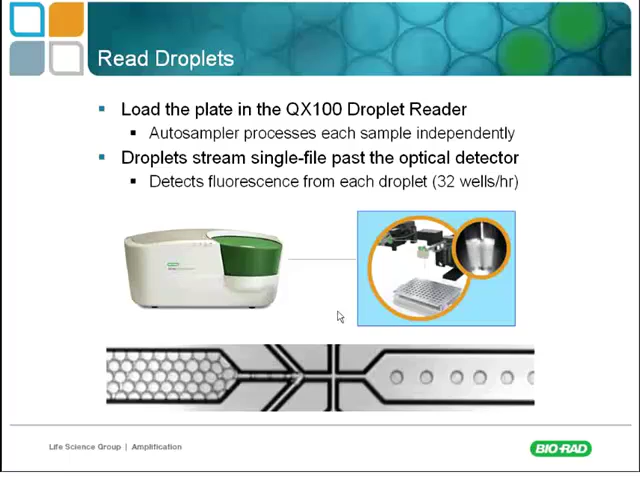 Read Droplets
Load the plate in the QX100 Droplet Reader
Autosampler processes each sample independently
Droplets stream single-file past the optical detector
Detects fluorescence from each droplet (32 wells/hr)
Life Science Group | Amplification
BIO-RAD